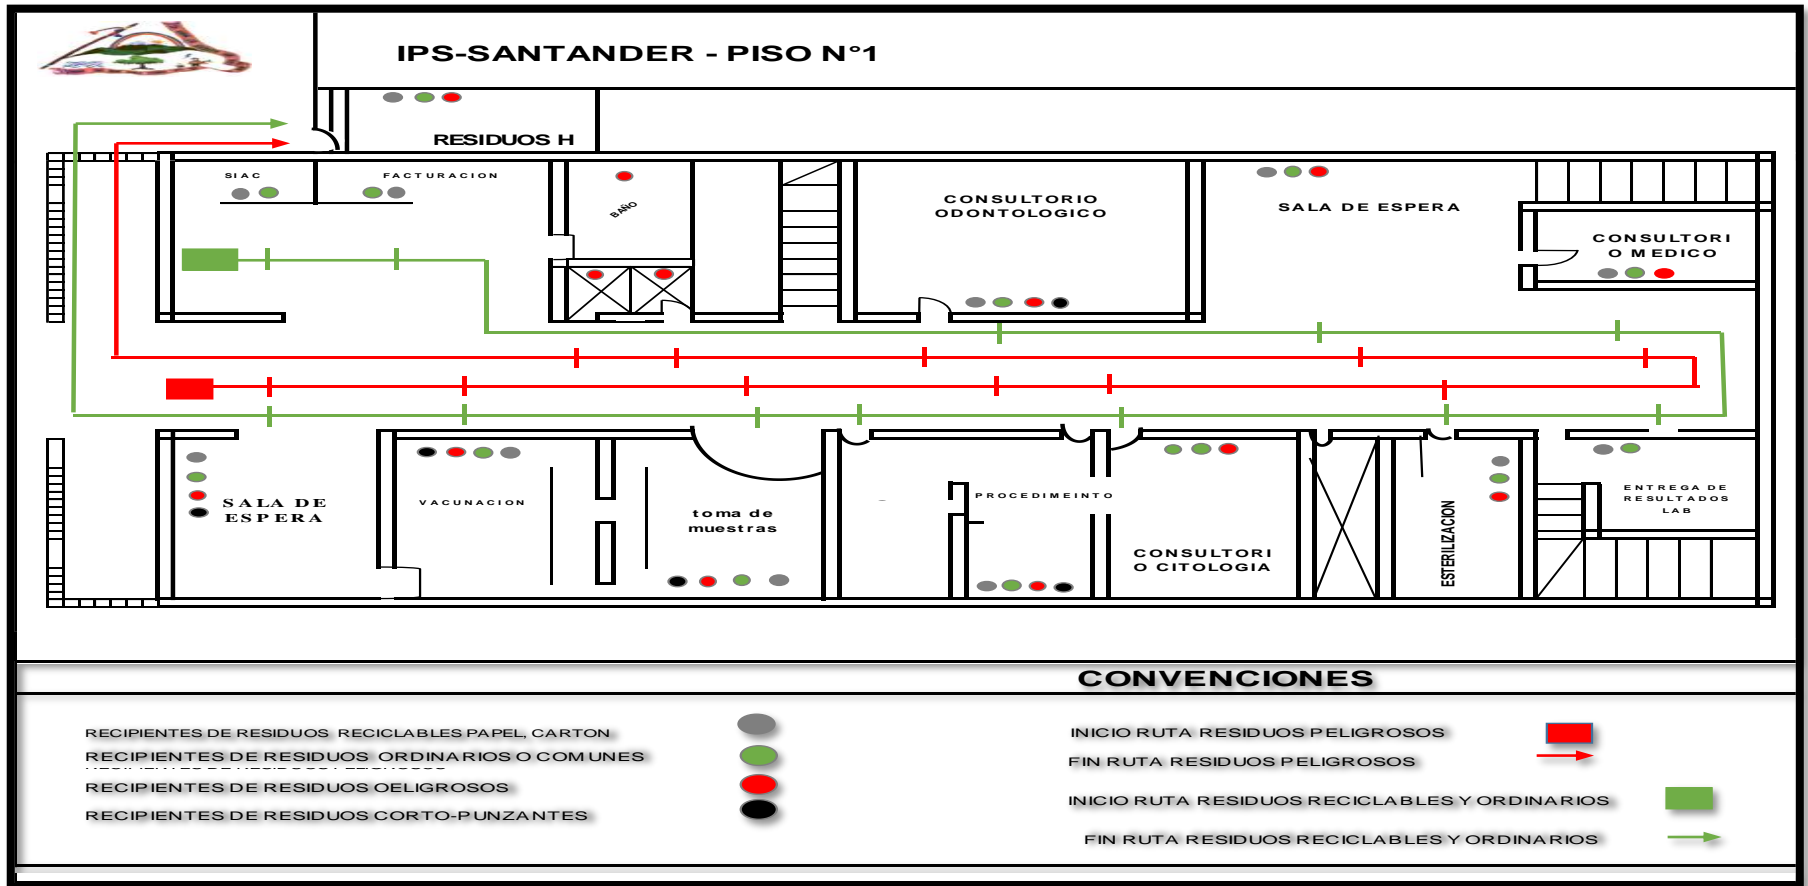 IPS-SANTANDER - PISO N°1
RESIDUOS H
SIAC
FACTURACION
BAÑO
CONSULTORIO
ODONTOLOGICO
SALA DE ESPERA
CONSULTORI
O MEDICO
SALA DE
ESPERA
VACUNACION
toma de
muestras
PROCEDIMEINTO
CONSULTORI
O CITOLOGIA
ESTERILIZACION
ENTREGA DE
RESULTADOS
LAB
CONVENCIONES
RECIPIENTES DE RESIDUOS RECICLABLES PAPEL, CARTON
RECIPIENTES DE RESIDUOS ORDINARIOS O COMUNES
RECIPIENTES DE RESIDUOS OELIGROSOS
RECIPIENTES DE RESIDUOS CORTO-PUNZANTES
INICIO RUTA RESIDUOS PELIGROSOS
FIN RUTA RESIDUOS PELIGROSOS
INICIO RUTA RESIDUOS RECICLABLES Y ORDINARIOS
FIN RUTA RESIDUOS RECICLABLES Y ORDINARIOS